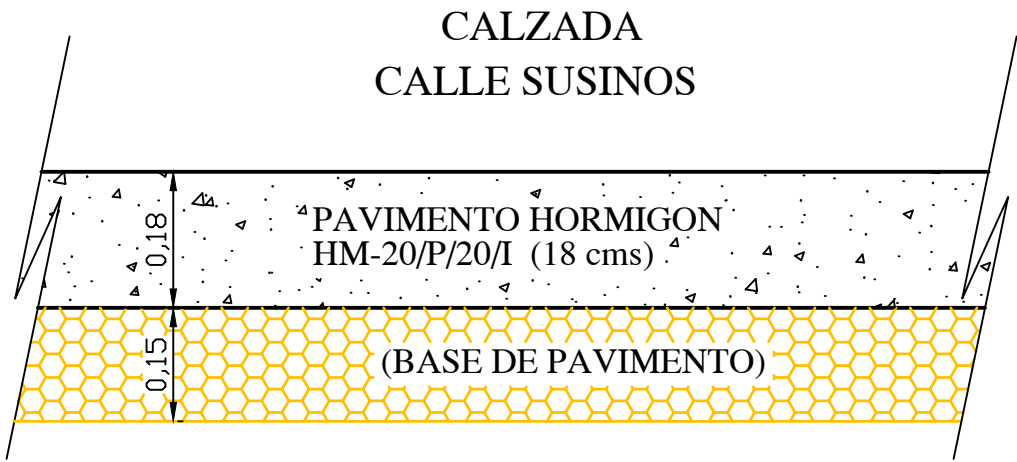 CALZADA
CALLE SUSINOS
0,18
PAVIMENTO HORMIGON
HM-20/P/20/I (18 cms)
0,15
(BASE DE PAVIMENTO)